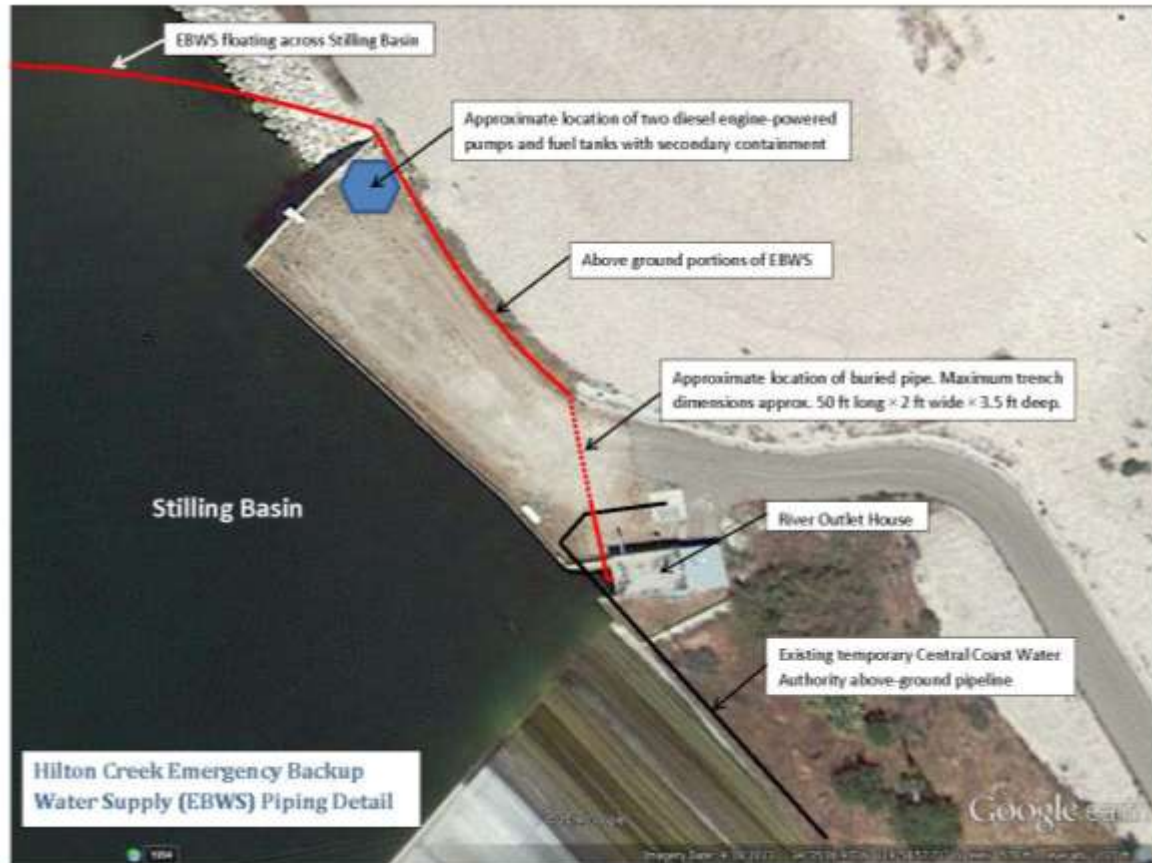 EBWS floating across Stilling Basin
Approximate location of two diesel engine-powered
pumps and fuel tanks with secondary containment
Above ground portions of EBWS
Approximate location of buried pipe. Maximum trench
dimensions approx. 50 ft long × 2 ft wide × 3.5 ft deep.
Stilling Basin
River Outlet House
Existing temporary Central Coast Water
Authority above-ground pipeline
Hilton Creek Emergency Backup
Water Supply (EBWS) Piping Detail
Google earth
1994